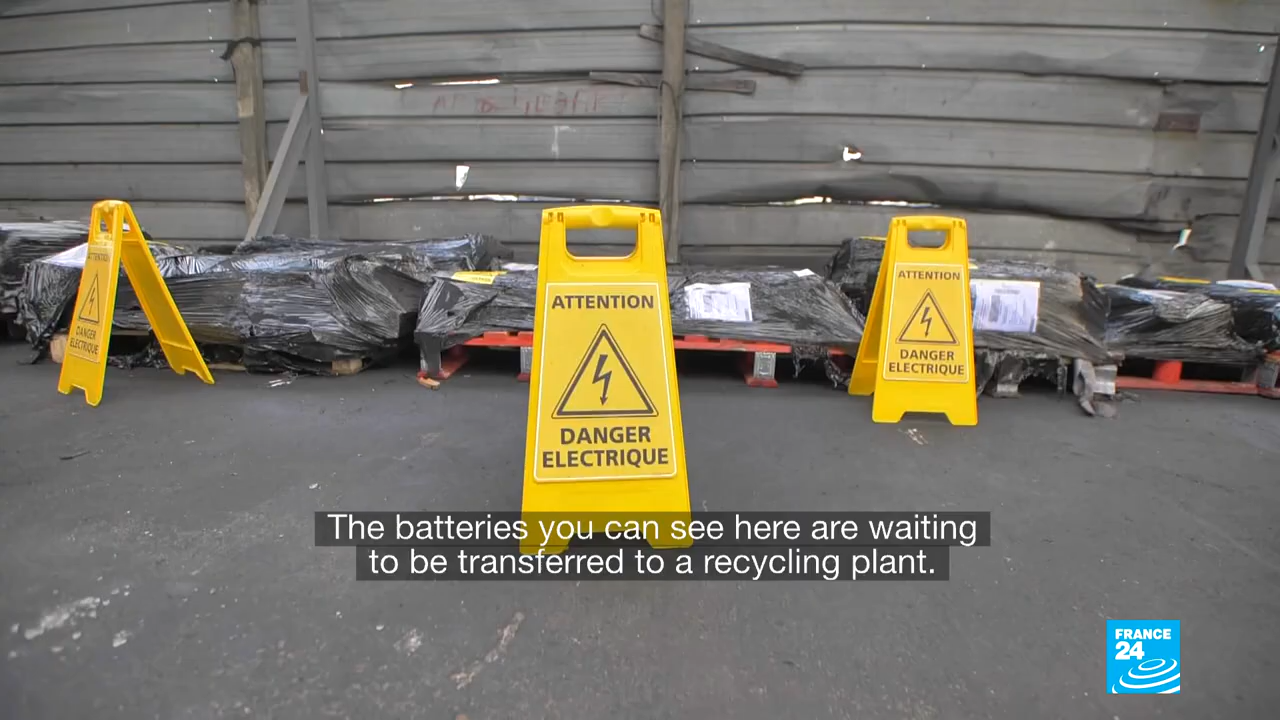 ATTENTION
DANGER
ELECTRIQUE
ATTENTION
DANGER
ELECTRIQUE
ATTENTION
DANGER
ELECTRIQUE
The batteries you can see here are waiting
to be transferred to a recycling plant.
FRANCE
24